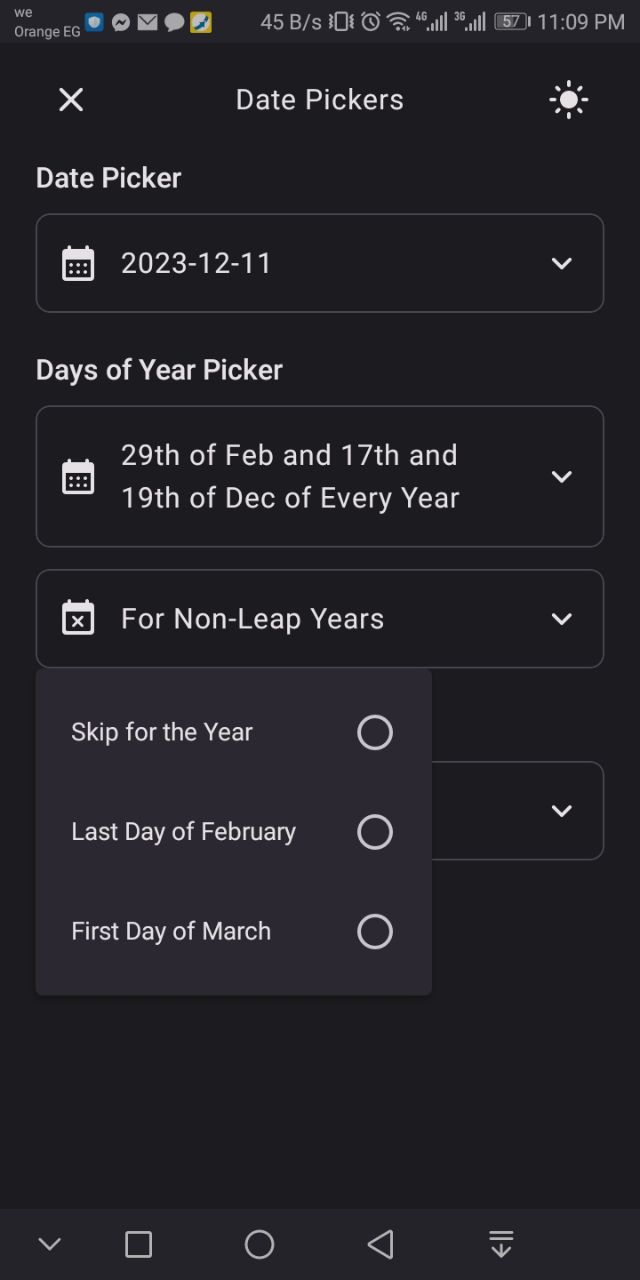 we
Orange EG
45 B/s
4G
3G
57
11:09 PM
Date Pickers
Date Picker
2023-12-11
Days of Year Picker
29th of Feb and 17th and
19th of Dec of Every Year
For Non-Leap Years
Skip for the Year
Last Day of February
First Day of March